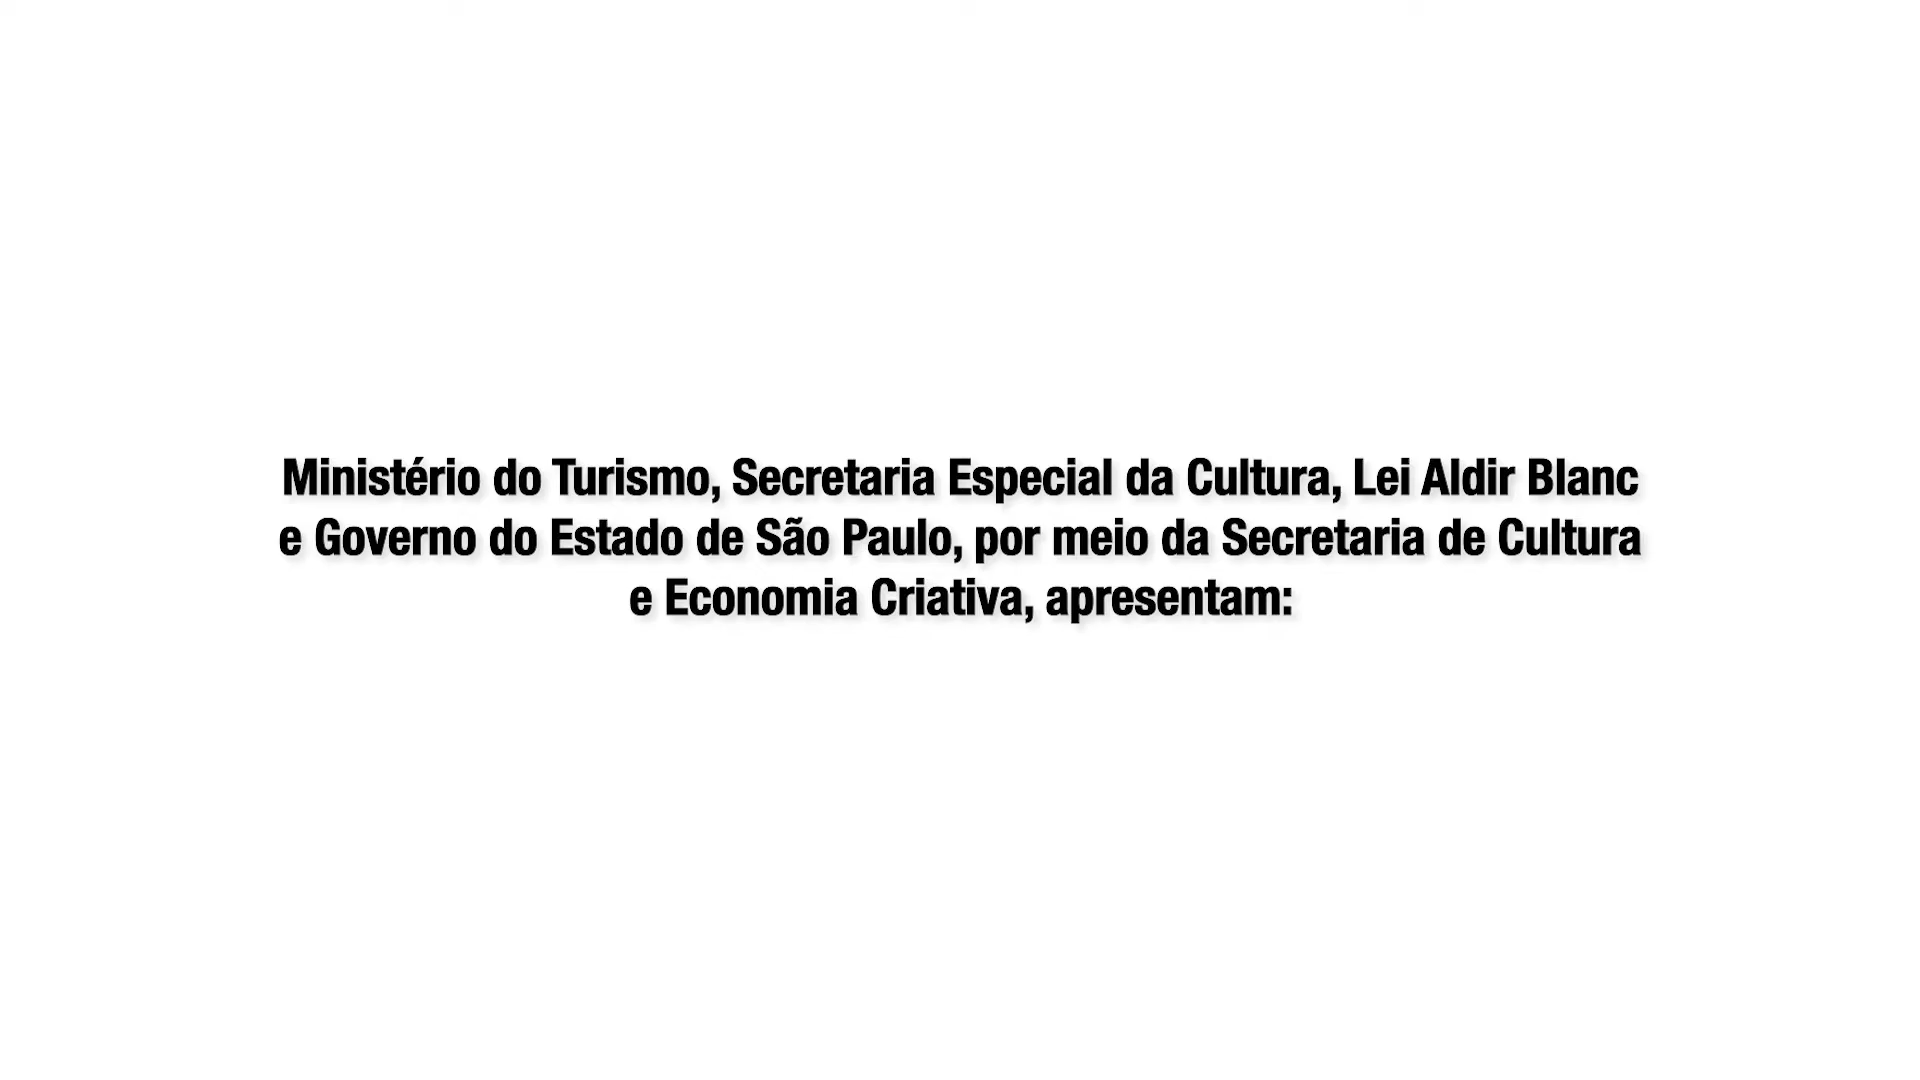 Ministério do Turismo, Secretaria Especial da Cultura, Lei Aldir Blanc
e Governo do Estado de São Paulo, por meio da Secretaria de Cultura
e Economia Criativa, apresentam: